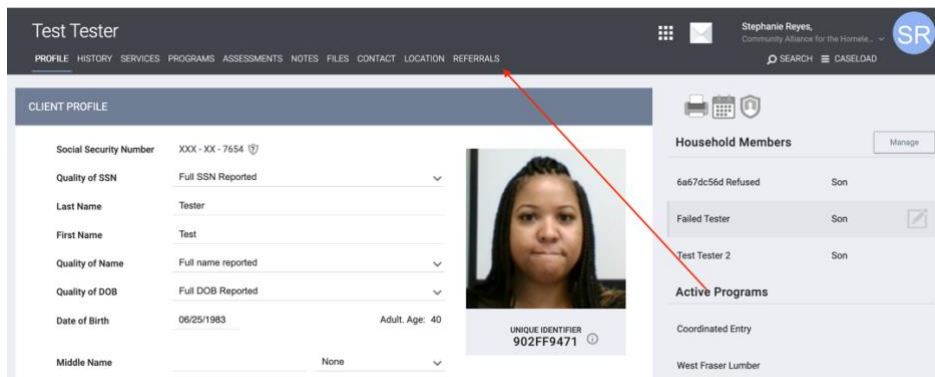 Test Tester
PROFILE HISTORY SERVICES PROGRAMS ASSESSMENTS NOTES FILES CONTACT LOCATION REFERRALS
Stephanie Reyes,
Community Alliance for the Homele...
SR
SEARCH CASELOAD
CLIENT PROFILE
Social Security Number XXX - XX - 7654
Quality of SSN Full SSN Reported
Last Name Tester
First Name Test
Quality of Name Full name reported
Quality of DOB Full DOB Reported
Date of Birth 06/25/1983 Adult. Age: 40
Middle Name None
UNIQUE IDENTIFIER
902FF9471
Household Members Manage
6a67dc56d Refused Son
Failed Tester Son
Test Tester 2 Son
Active Programs
Coordinated Entry
West Fraser Lumber